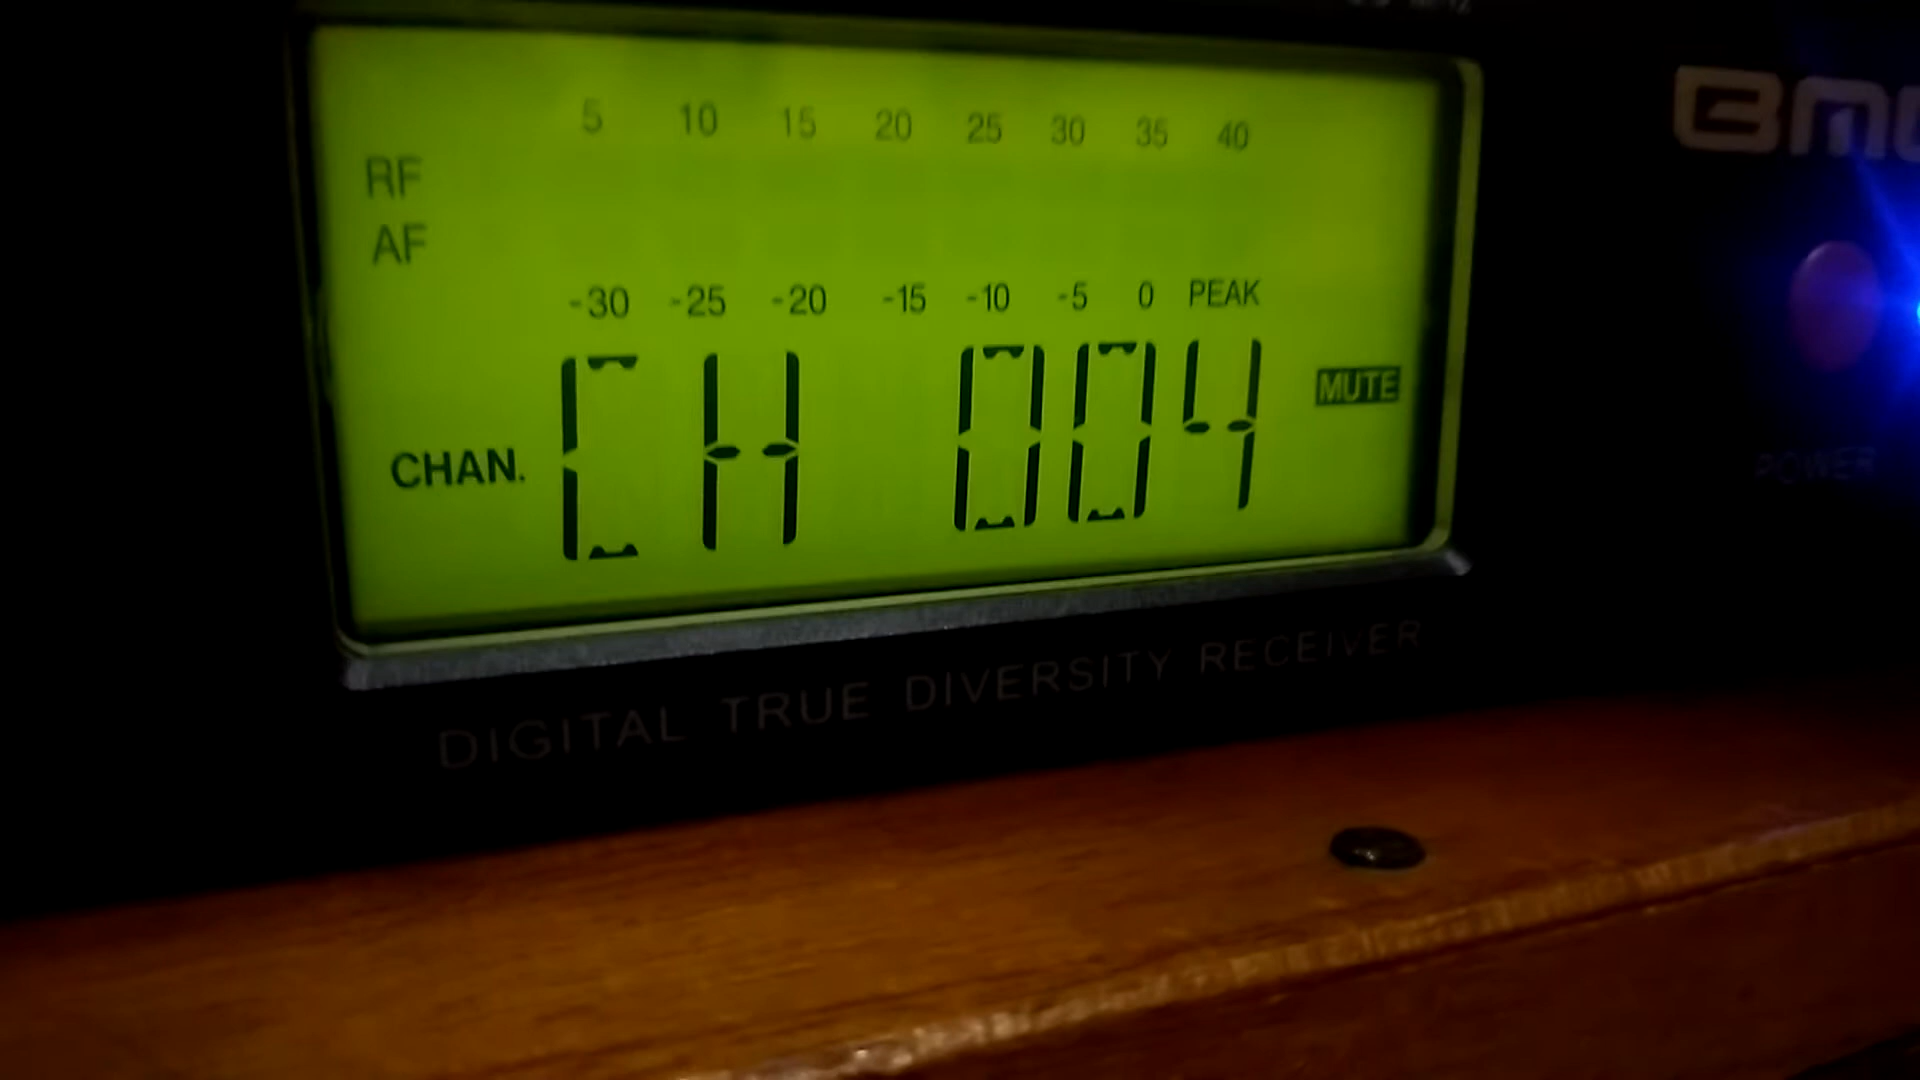 5 10 15 20 25 30 35 40
RF
AF
-30 -25 -20 -15 -10 -5 0 PEAK
CHAN. CH 004 MUTE
POWER
DIGITAL TRUE DIVERSITY RECEIVER